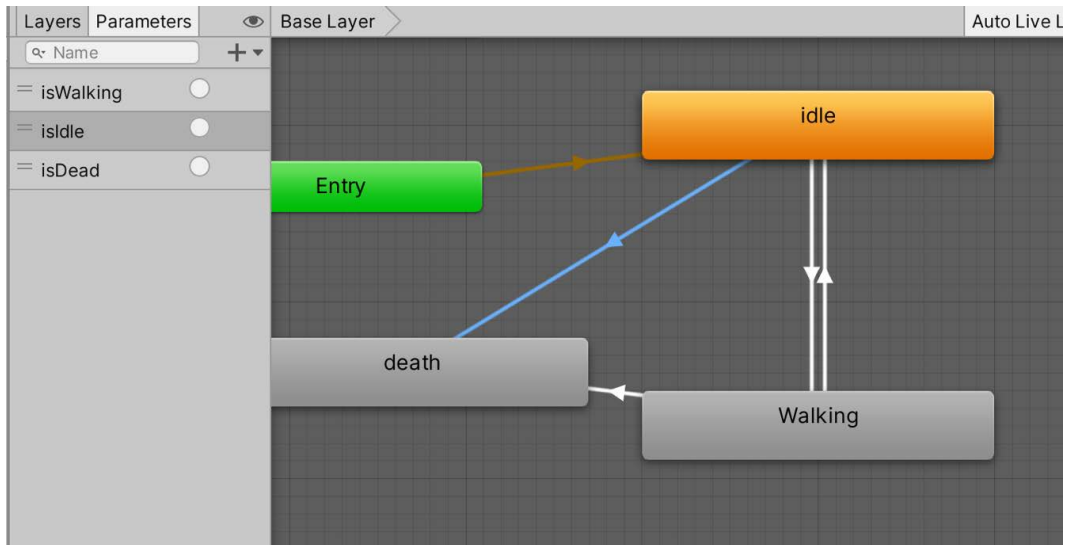 Layers Parameters Base Layer Auto Live L
Name
isWalking
isIdle
isDead
idle
Entry
death
Walking